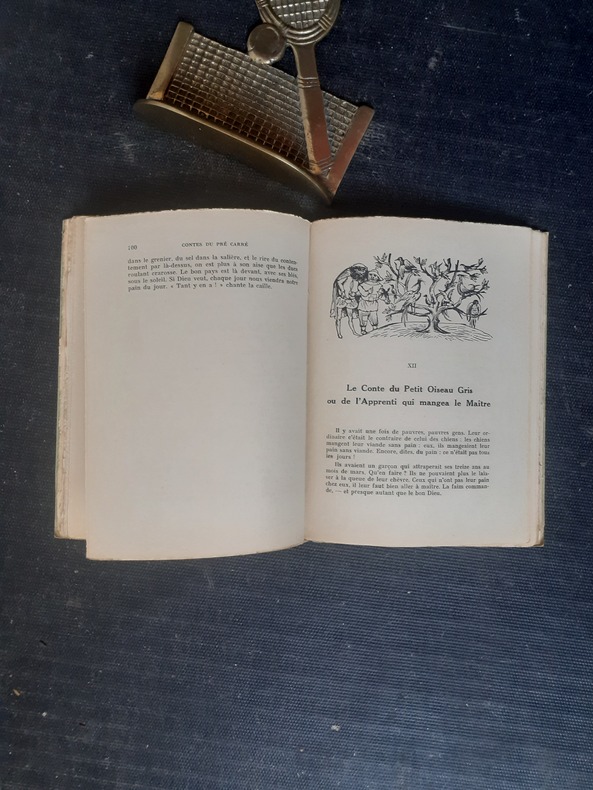 100
CONTES DU PRÉ CARRÉ
dans le grenier, du sel dans la salière, et le rire du conten-
tement par là-dessus, on est plus à son aise que les ducs
roulant carrosse. Le bon pays est là devant, avec ses blés,
sous le soleil. Si Dieu veut, chaque jour nous viendra notre
pain du jour. « Tant y en a ! » chante la caille.
XII
Le Conte du Petit Oiseau Gris
ou de l'Apprenti qui mangea le Maître
Il y avait une fois de pauvres, pauvres gens. Leur or-
dinaire c'était le contraire de celui des chiens : les chiens
mangent leur viande sans pain : eux, ils mangeaient leur
pain sans viande. Encore, dites, du pain : ce n'était pas tous
les jours !
Ils avaient un garçon qui attraperait ses treize ans au
mois de mars. Qu'en faire ? Ils ne pouvaient plus le lais-
ser à la queue de leur chèvre. Ceux qui n'ont pas leur pain
chez eux, il leur faut bien aller à maître. La faim comman-
de, — et presque autant que le bon Dieu.